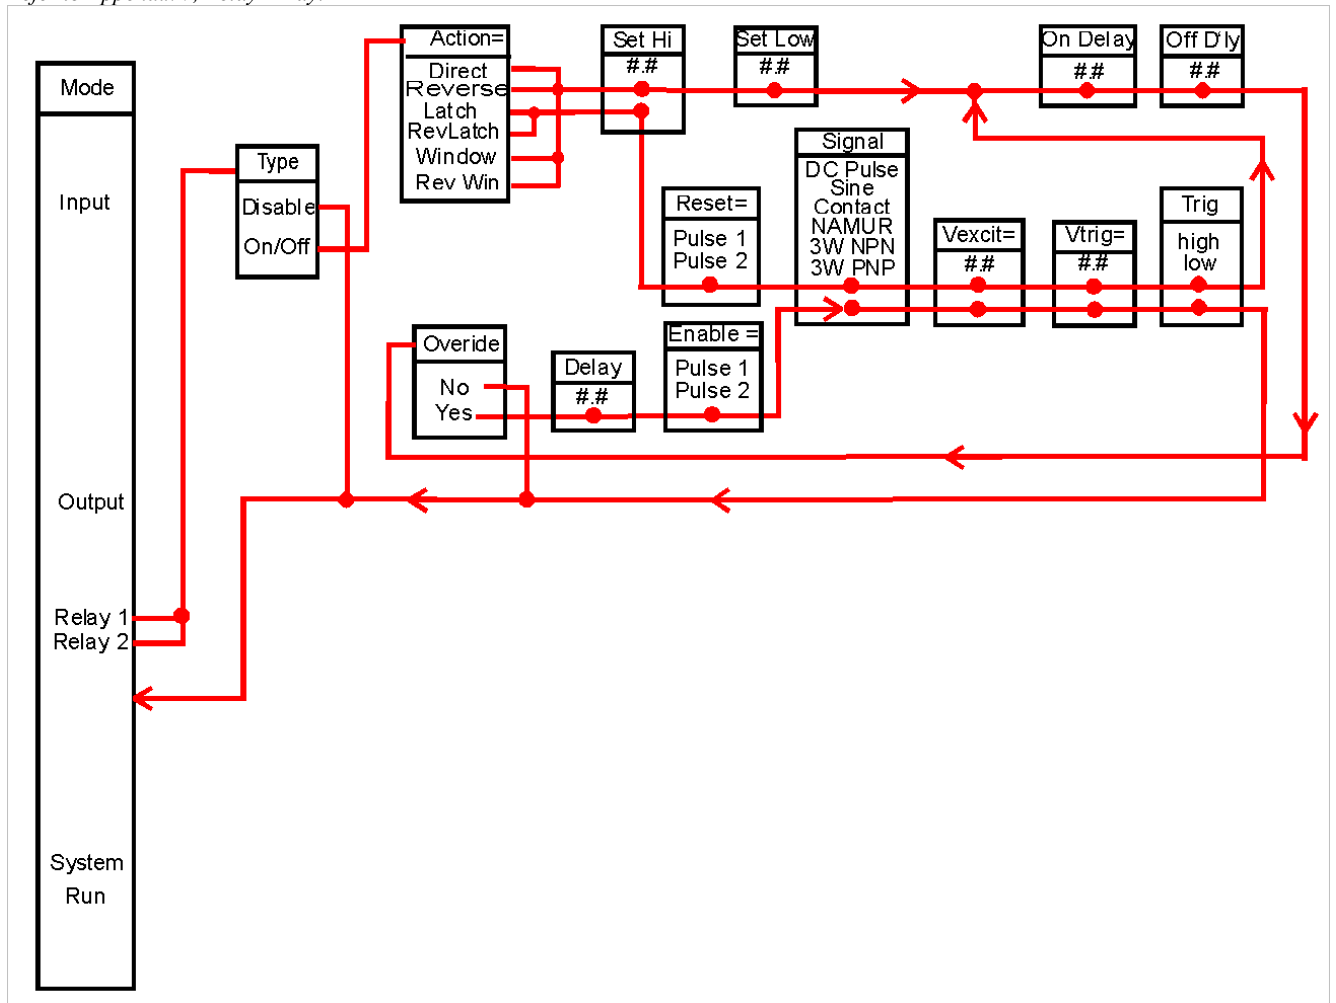 Mode
Input
Output
Relay 1
Relay 2
System
Run
Type
Disable
On/Off
Action=
Direct
Reverse
Latch
RevLatch
Window
Rev Win
Set Hi
#.#
Set Low
#.#
On Delay
#.#
Off D'ly
#.#
Reset=
Pulse 1
Pulse 2
Signal
DC Pulse
Sine
Contact
NAMUR
3W NPN
3W PNP
Vexcit=
#.#
Vtrig=
#.#
Trig
high
low
Overide
No
Yes
Delay
#.#
Enable =
Pulse 1
Pulse 2